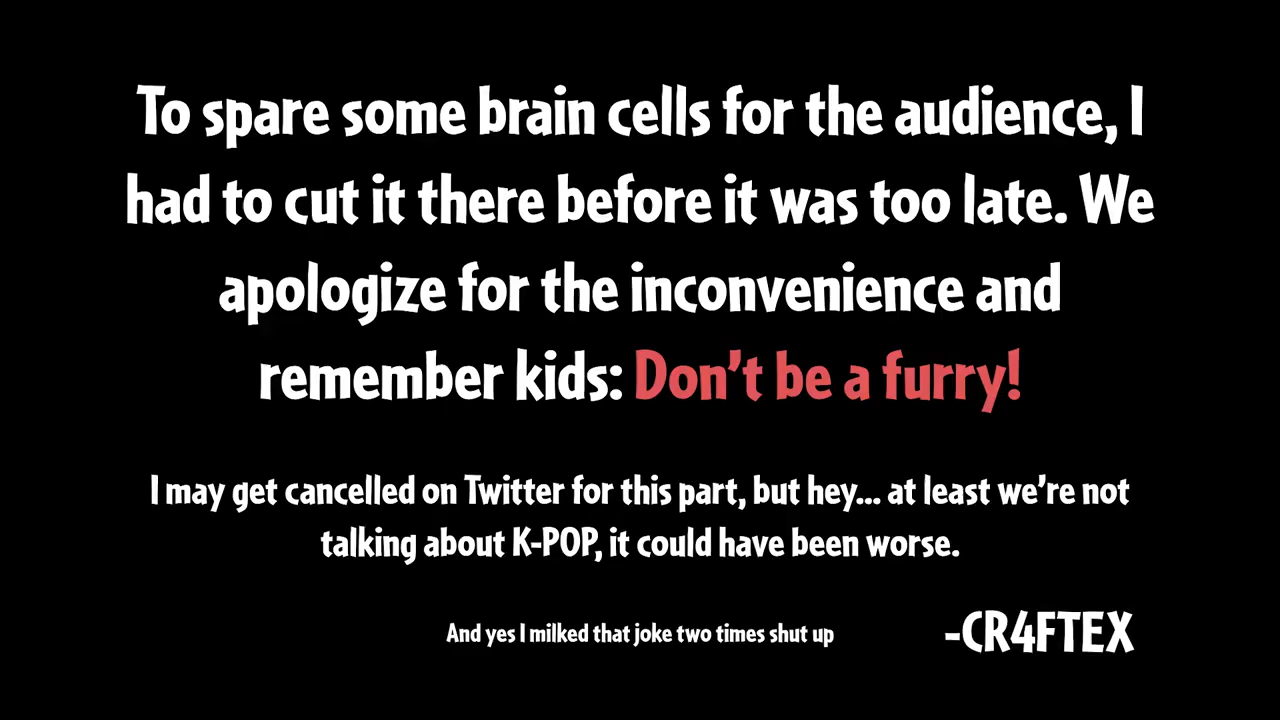 To spare some brain cells for the audience, I
had to cut it there before it was too late. We
apologize for the inconvenience and
remember kids: Don't be a furry!
I may get cancelled on Twitter for this part, but hey... at least we're not
talking about K-POP, it could have been worse.
And yes I milked that joke two times shut up
-CR4FTEX